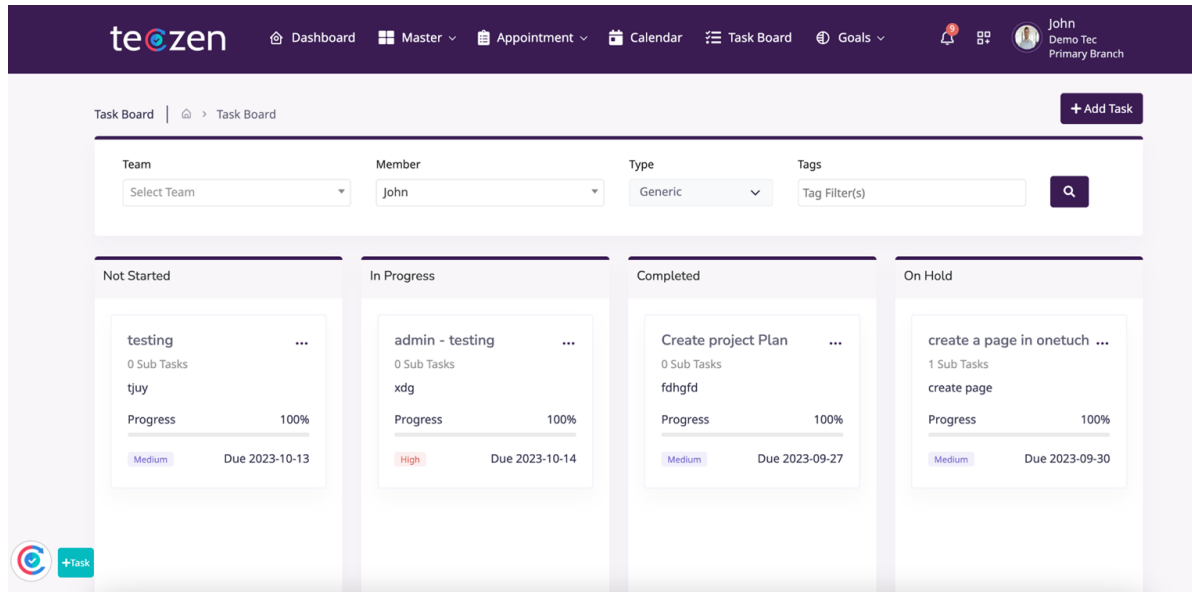 teczen Dashboard Master Appointment Calendar Task Board Goals 9 John
Demo Tec
Primary Branch
Task Board > Task Board + Add Task
Team Member Type Tags
Select Team John Generic Tag Filter(s)
Not Started In Progress Completed On Hold
testing ... admin - testing ... Create project Plan ... create a page in onetuch ...
0 Sub Tasks 0 Sub Tasks 0 Sub Tasks 1 Sub Tasks
tjuy xdg fdhgfd create page
Progress 100% Progress 100% Progress 100% Progress 100%
Medium Due 2023-10-13 High Due 2023-10-14 Medium Due 2023-09-27 Medium Due 2023-09-30
+Task